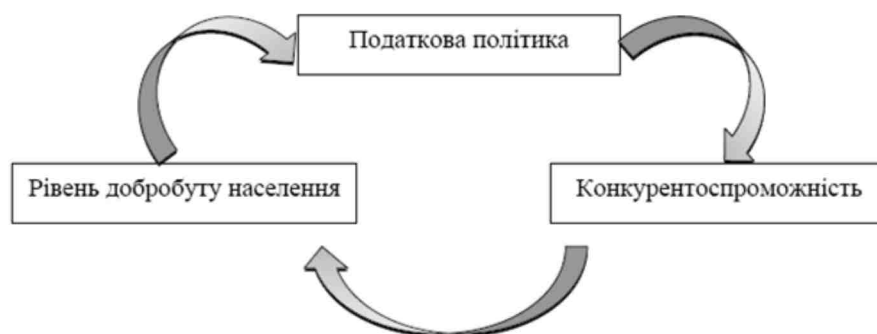 Податкова політика
Рівень добробуту населення
Конкурентоспроможність